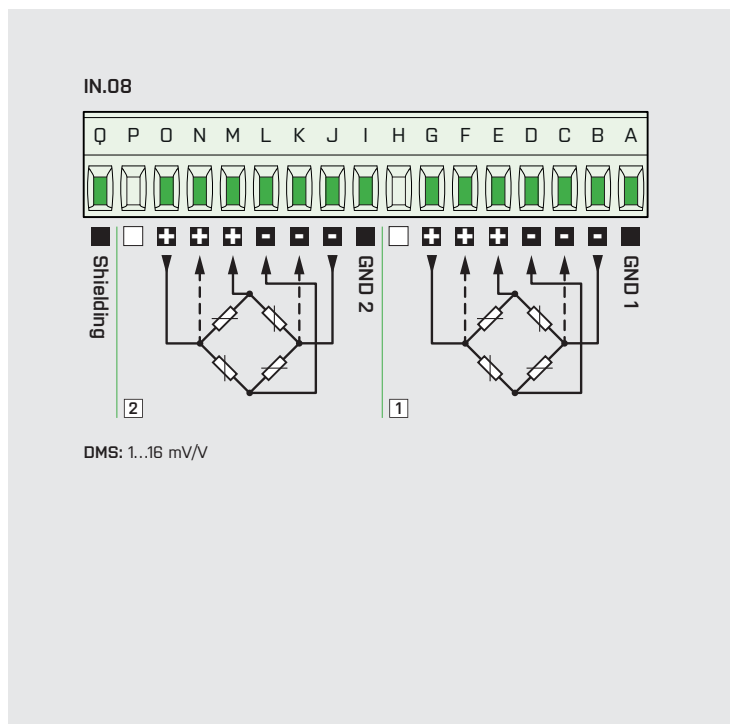 IN.08
Q P O N M L K J I H G F E D C B A
+ + + - - - + + + - - -
Shielding
GND 2
GND 1
2
1
DMS: 1...16 mV/V